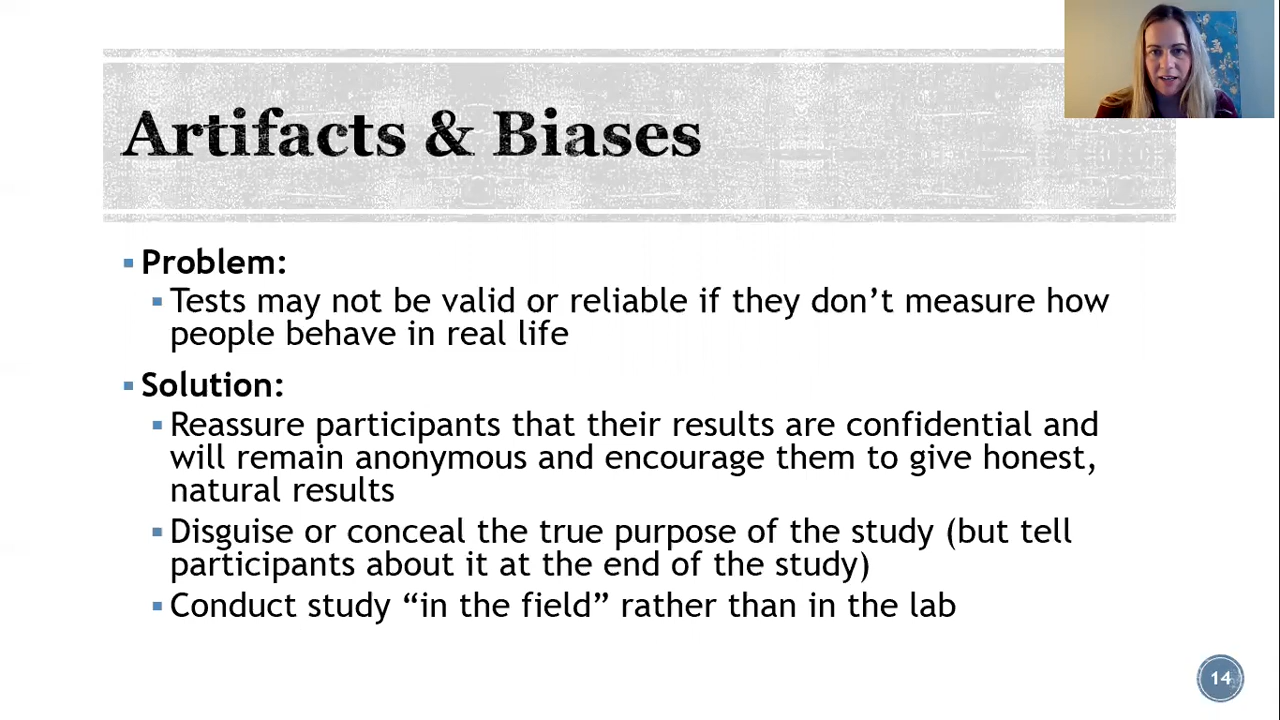 Artifacts & Biases
Problem:
Tests may not be valid or reliable if they don’t measure how
people behave in real life
Solution:
Reassure participants that their results are confidential and
will remain anonymous and encourage them to give honest,
natural results
Disguise or conceal the true purpose of the study (but tell
participants about it at the end of the study)
Conduct study “in the field” rather than in the lab
14